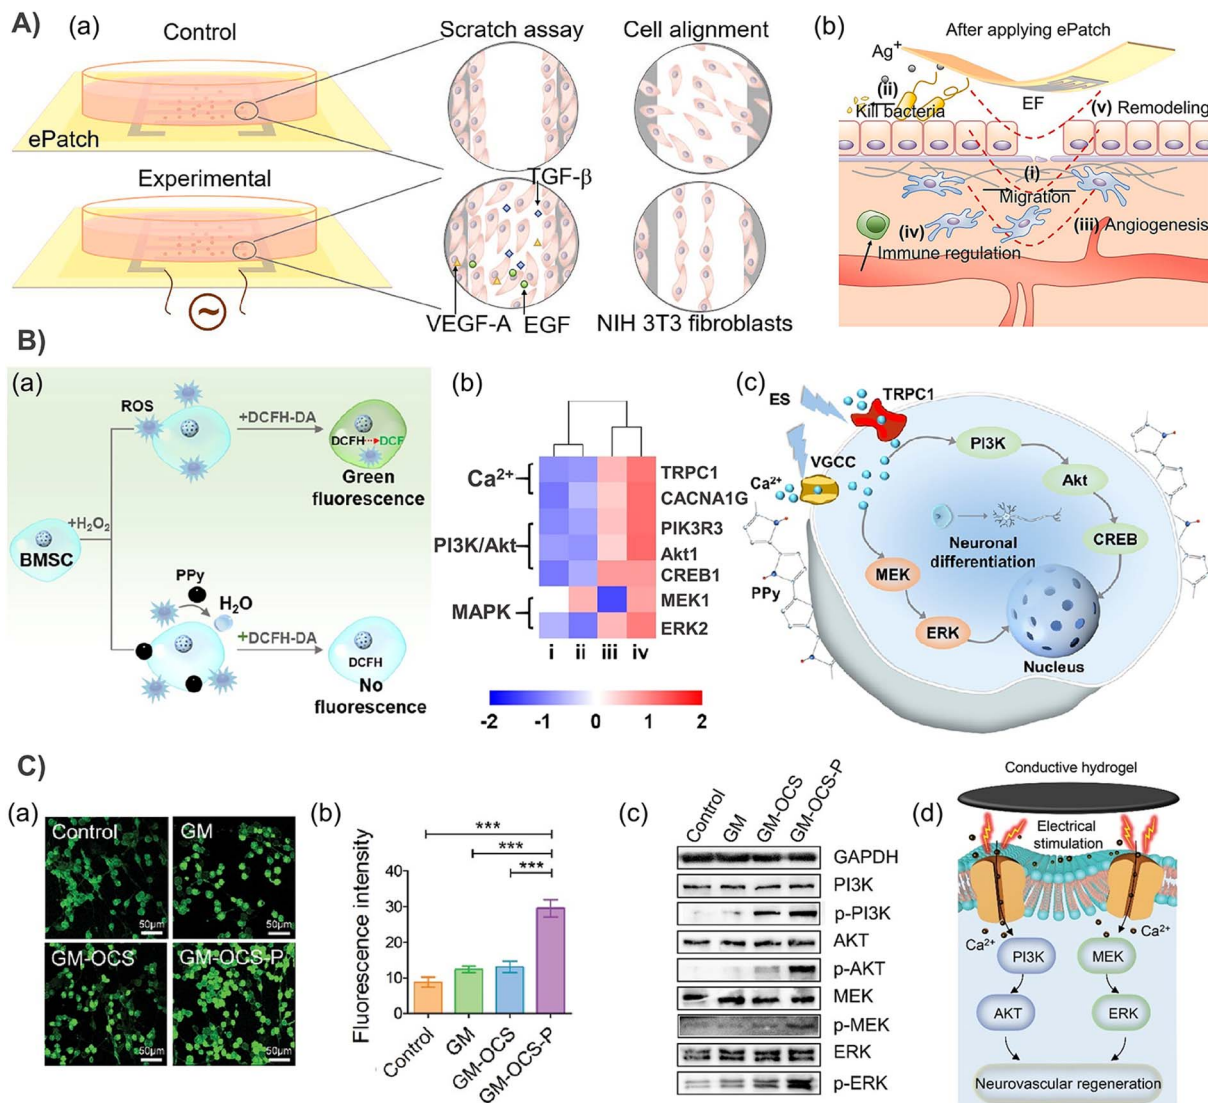 A)
(a)
Control
ePatch
Experimental
Scratch assay
Cell alignment
TGF-β
VEGF-A
EGF
NIH 3T3 fibroblasts
(b)
After applying ePatch
Ag+
(ii)
Kill bacteria
EF
(v) Remodeling
(i)
Migration
(iv)
Immune regulation
(iii) Angiogenesis
B)
(a)
ROS
+DCFH-DA
DCFH
DCF
Green
fluorescence
+H2O2
BMSC
PPy
H2O
+DCFH-DA
DCFH
No
fluorescence
(b)
Ca2+
PI3K/Akt
MAPK
TRPC1
CACNA1G
PIK3R3
Akt1
CREB1
MEK1
ERK2
i ii iii iv
-2 -1 0 1 2
(c)
ES
TRPC1
VGCC
Ca2+
PI3K
Akt
CREB
Neuronal
differentiation
MEK
ERK
PPy
Nucleus
C)
(a)
Control
50μm
GM
50μm
GM-OCS
50μm
GM-OCS-P
50μm
(b)
Fluorescence intensity
40
30
20
10
0
***
***
***
Control
GM
GM-OCS
GM-OCS-P
(c)
Control
GM
GM-OCS
GM-OCS-P
GAPDH
PI3K
p-PI3K
AKT
p-AKT
MEK
p-MEK
ERK
p-ERK
(d)
Conductive hydrogel
Electrical
stimulation
Ca2+
Ca2+
PI3K
MEK
AKT
ERK
Neurovascular regeneration